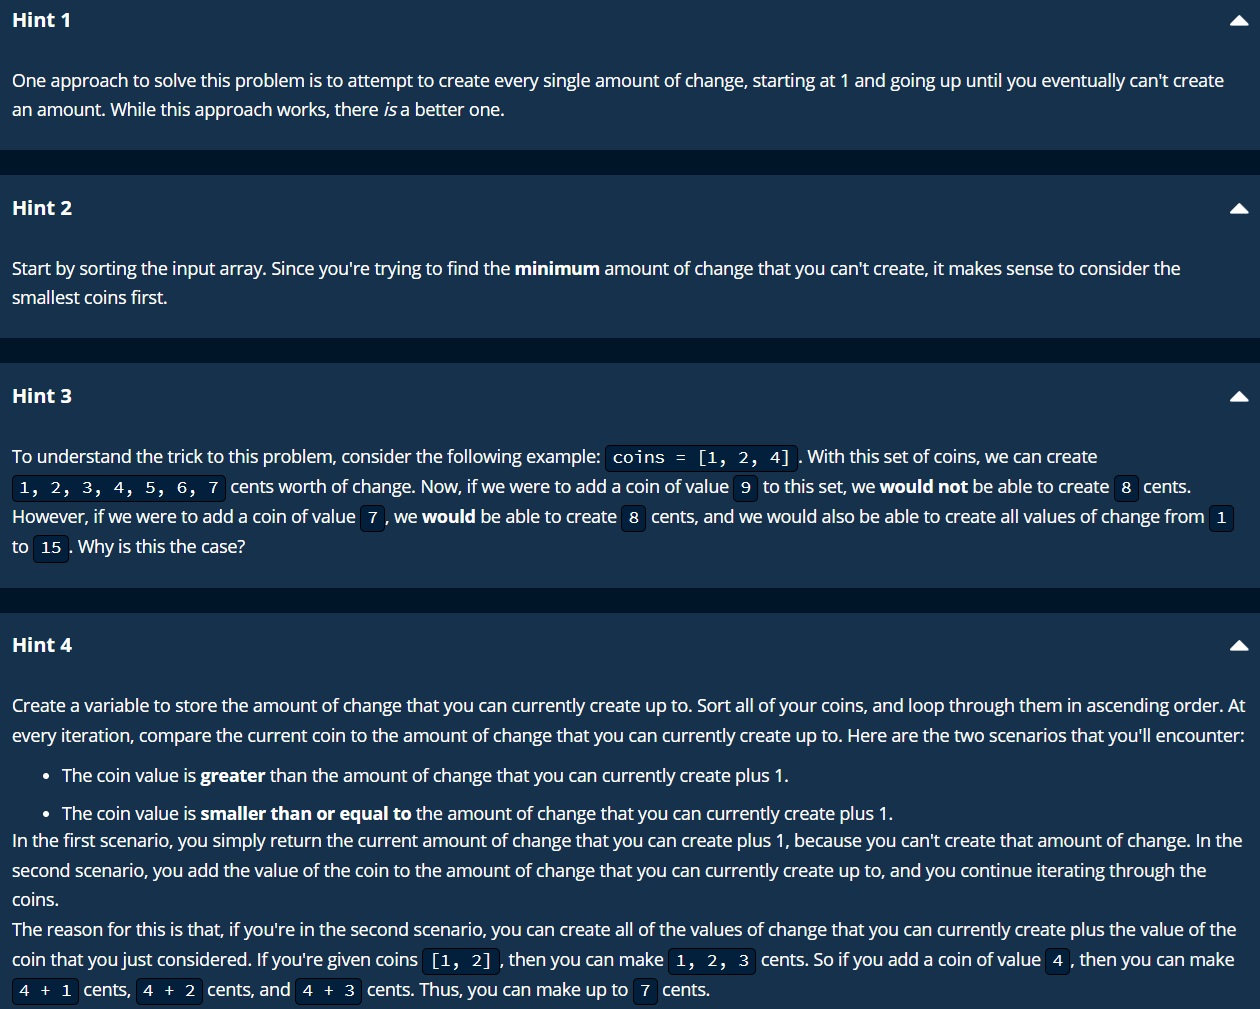 Hint 1
One approach to solve this problem is to attempt to create every single amount of change, starting at 1 and going up until you eventually can't create
an amount. While this approach works, there is a better one.
Hint 2
Start by sorting the input array. Since you're trying to find the minimum amount of change that you can't create, it makes sense to consider the
smallest coins first.
Hint 3
To understand the trick to this problem, consider the following example: coins = [1, 2, 4] . With this set of coins, we can create
1, 2, 3, 4, 5, 6, 7 cents worth of change. Now, if we were to add a coin of value 9 to this set, we would not be able to create 8 cents.
However, if we were to add a coin of value 7 , we would be able to create 8 cents, and we would also be able to create all values of change from 1
to 15 . Why is this the case?
Hint 4
Create a variable to store the amount of change that you can currently create up to. Sort all of your coins, and loop through them in ascending order. At
every iteration, compare the current coin to the amount of change that you can currently create up to. Here are the two scenarios that you'll encounter:
• The coin value is greater than the amount of change that you can currently create plus 1.
• The coin value is smaller than or equal to the amount of change that you can currently create plus 1.
In the first scenario, you simply return the current amount of change that you can create plus 1, because you can't create that amount of change. In the
second scenario, you add the value of the coin to the amount of change that you can currently create up to, and you continue iterating through the
coins.
The reason for this is that, if you're in the second scenario, you can create all of the values of change that you can currently create plus the value of the
coin that you just considered. If you're given coins [1, 2] , then you can make 1, 2, 3 cents. So if you add a coin of value 4 , then you can make
4 + 1 cents, 4 + 2 cents, and 4 + 3 cents. Thus, you can make up to 7 cents.